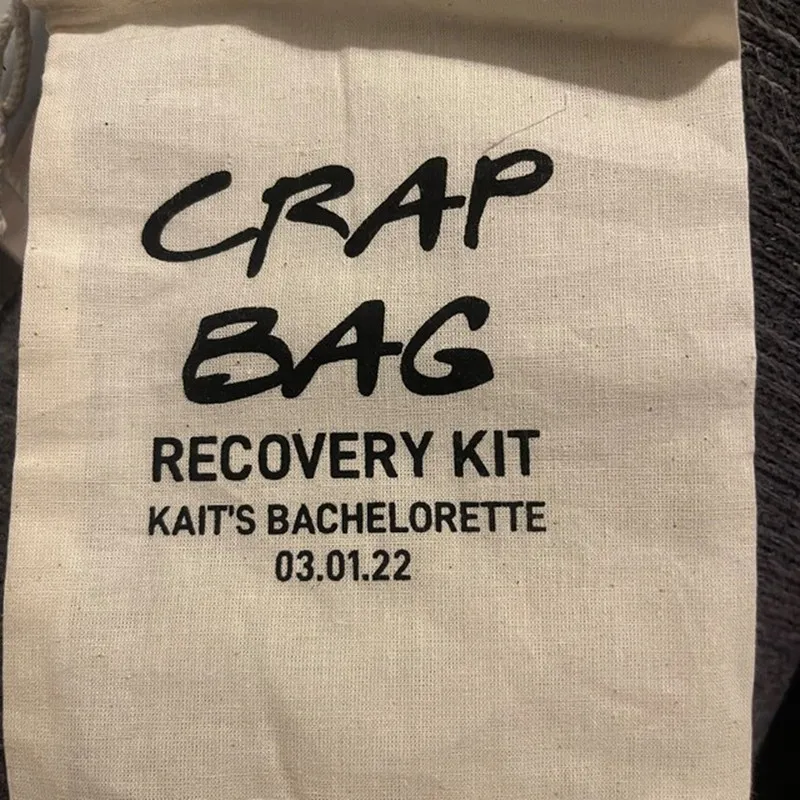 CRAP
BAG
RECOVERY KIT
KAIT'S BACHELORETTE
03.01.22